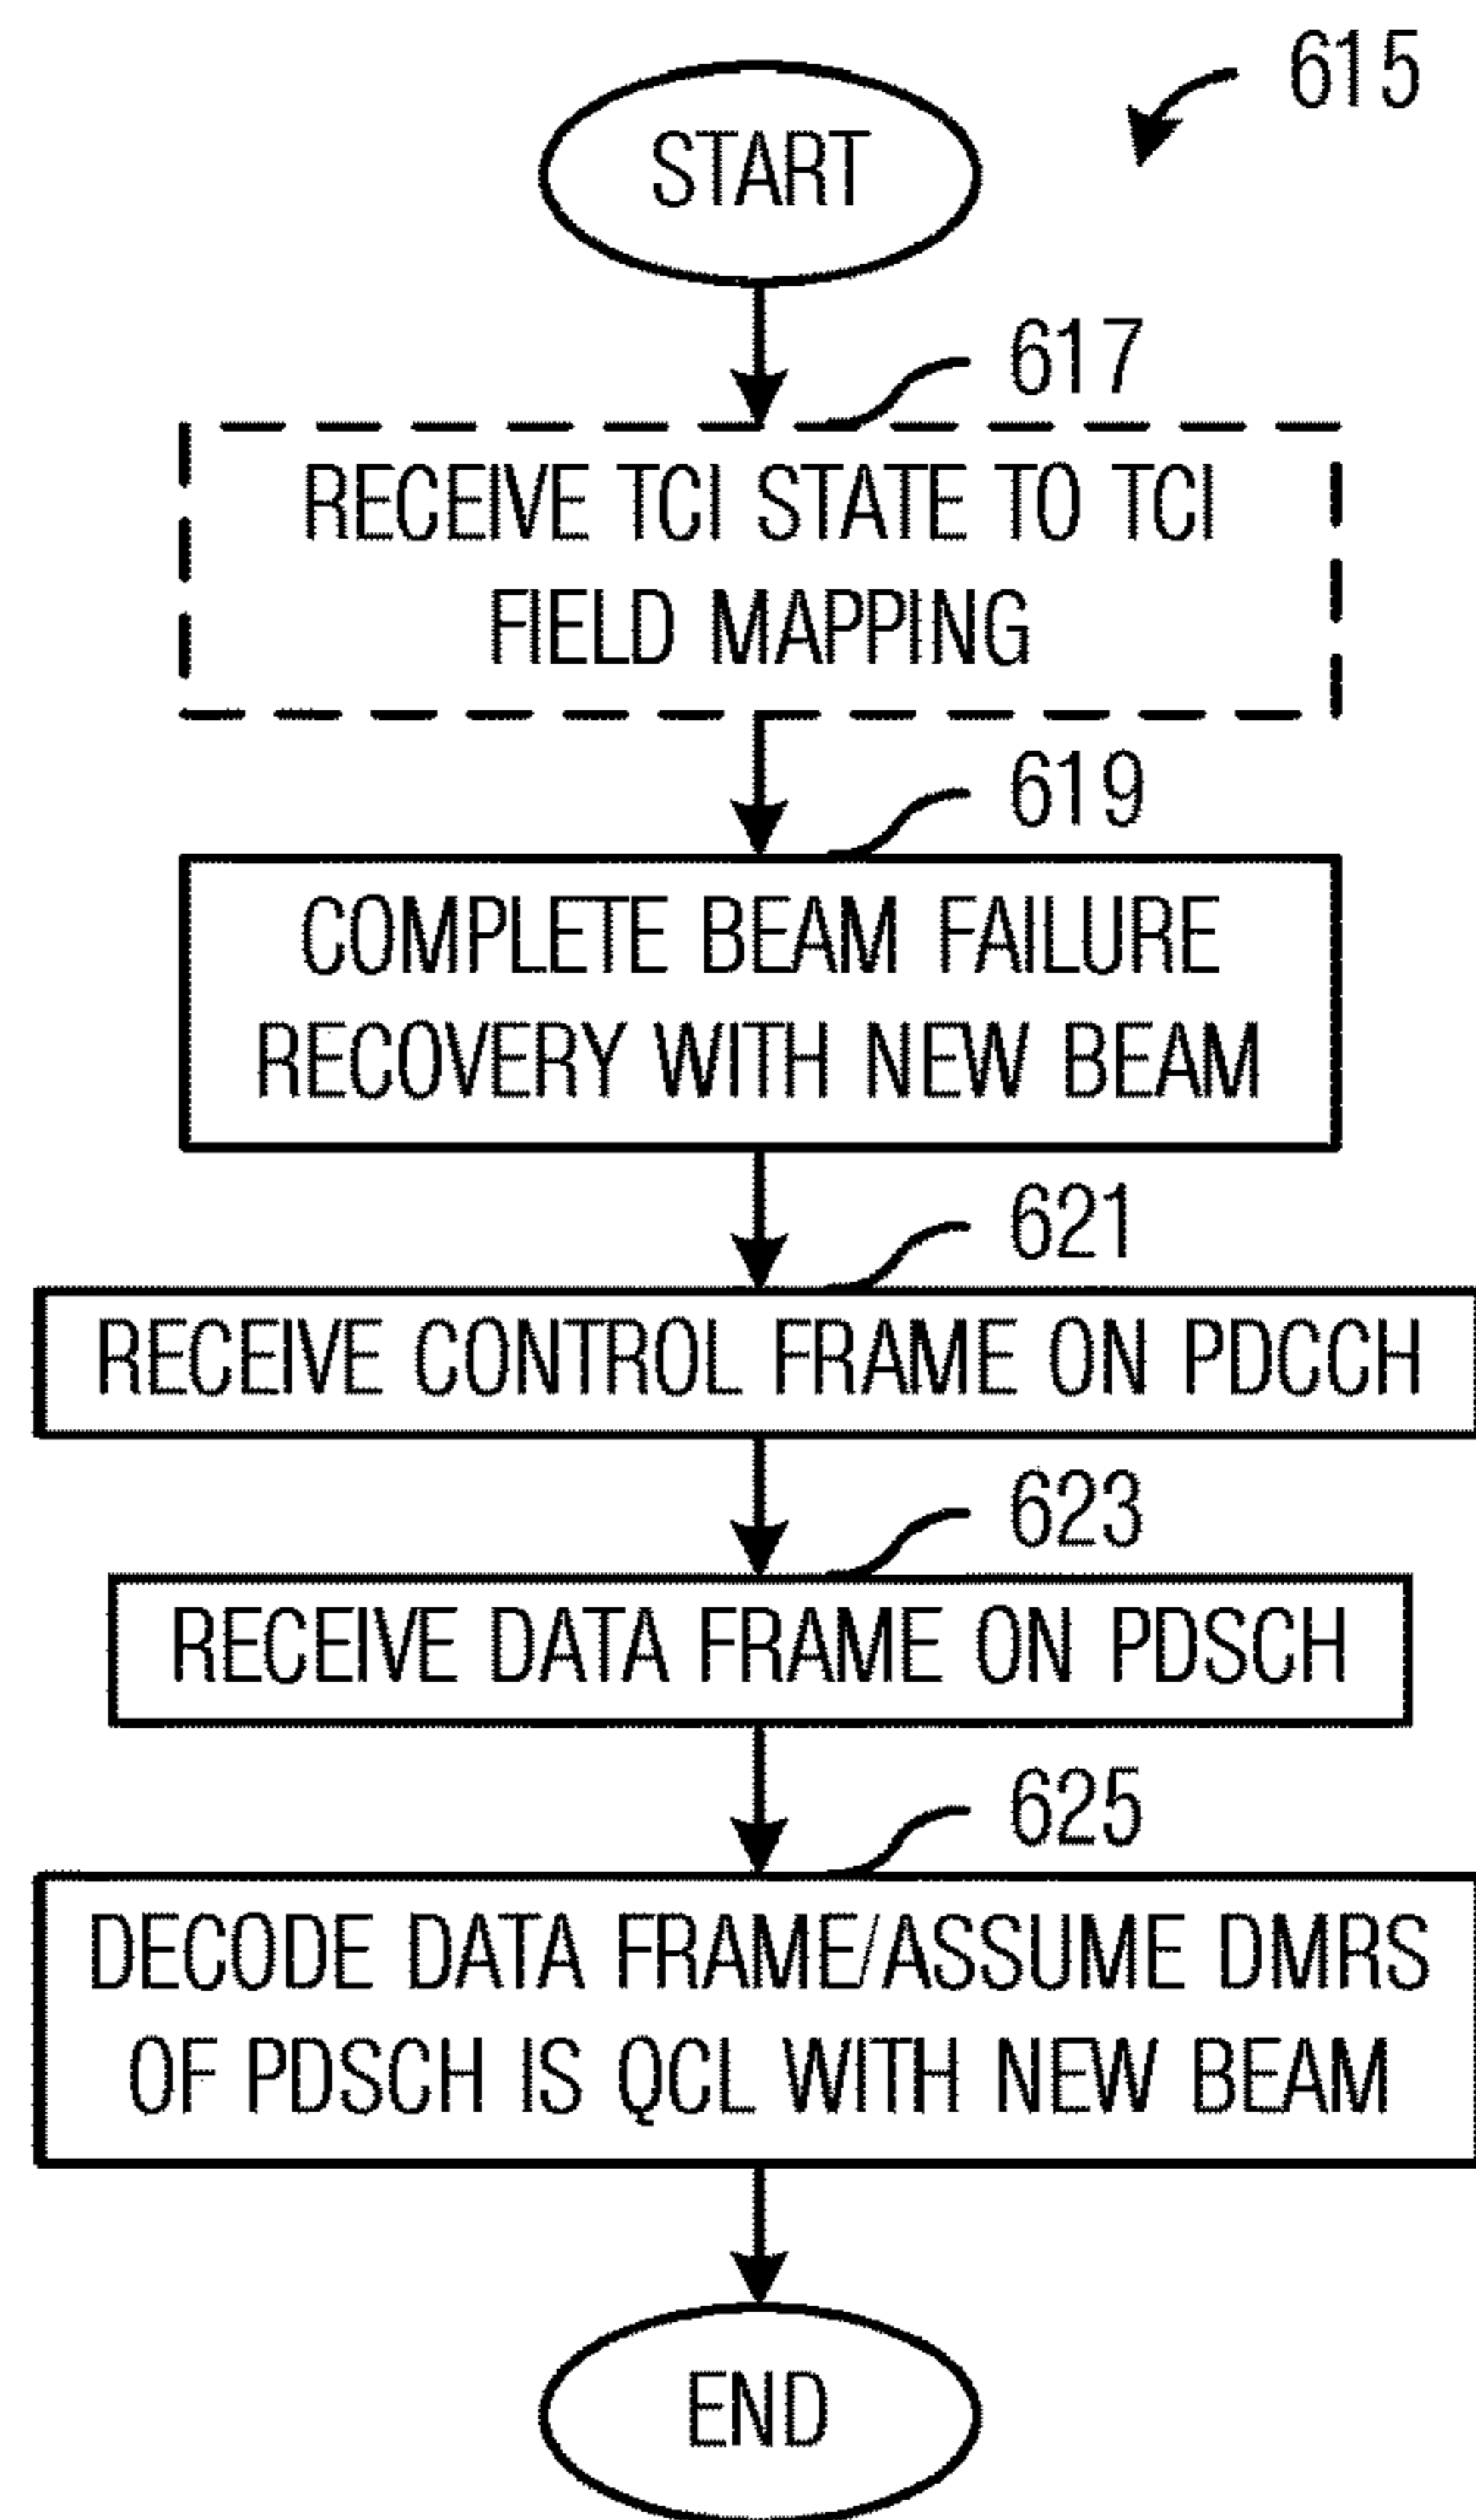 615
START
617
RECEIVE TCI STATE TO TCI
FIELD MAPPING
619
COMPLETE BEAM FAILURE
RECOVERY WITH NEW BEAM
621
RECEIVE CONTROL FRAME ON PDCCH
623
RECEIVE DATA FRAME ON PDSCH
625
DECODE DATA FRAME/ASSUME DMRS
OF PDSCH IS QCL WITH NEW BEAM
END